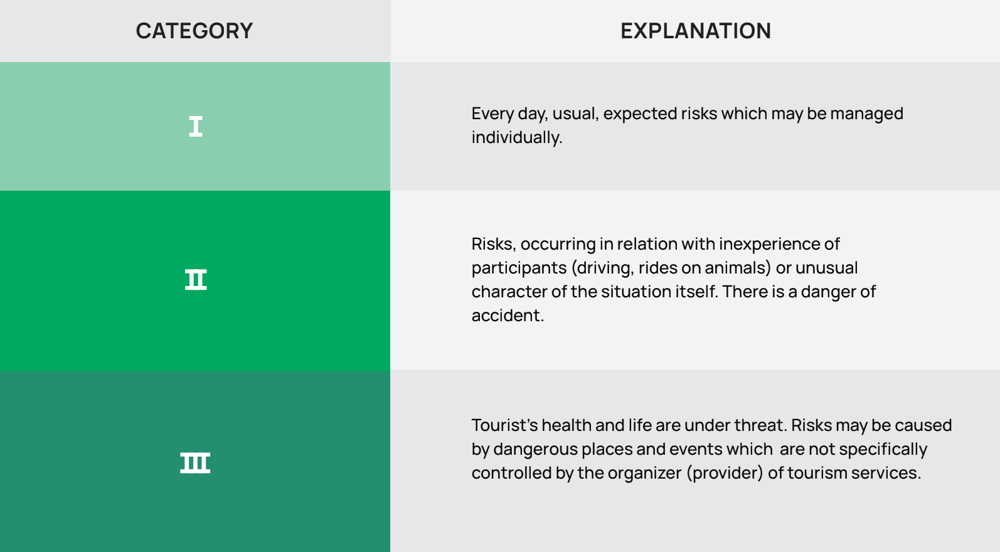 CATEGORY
EXPLANATION
I
Every day, usual, expected risks which may be managed
individually.
II
Risks, occurring in relation with inexperience of
participants (driving, rides on animals) or unusual
character of the situation itself. There is a danger of
accident.
III
Tourist’s health and life are under threat. Risks may be caused
by dangerous places and events which  are not specifically
controlled by the organizer (provider) of tourism services.